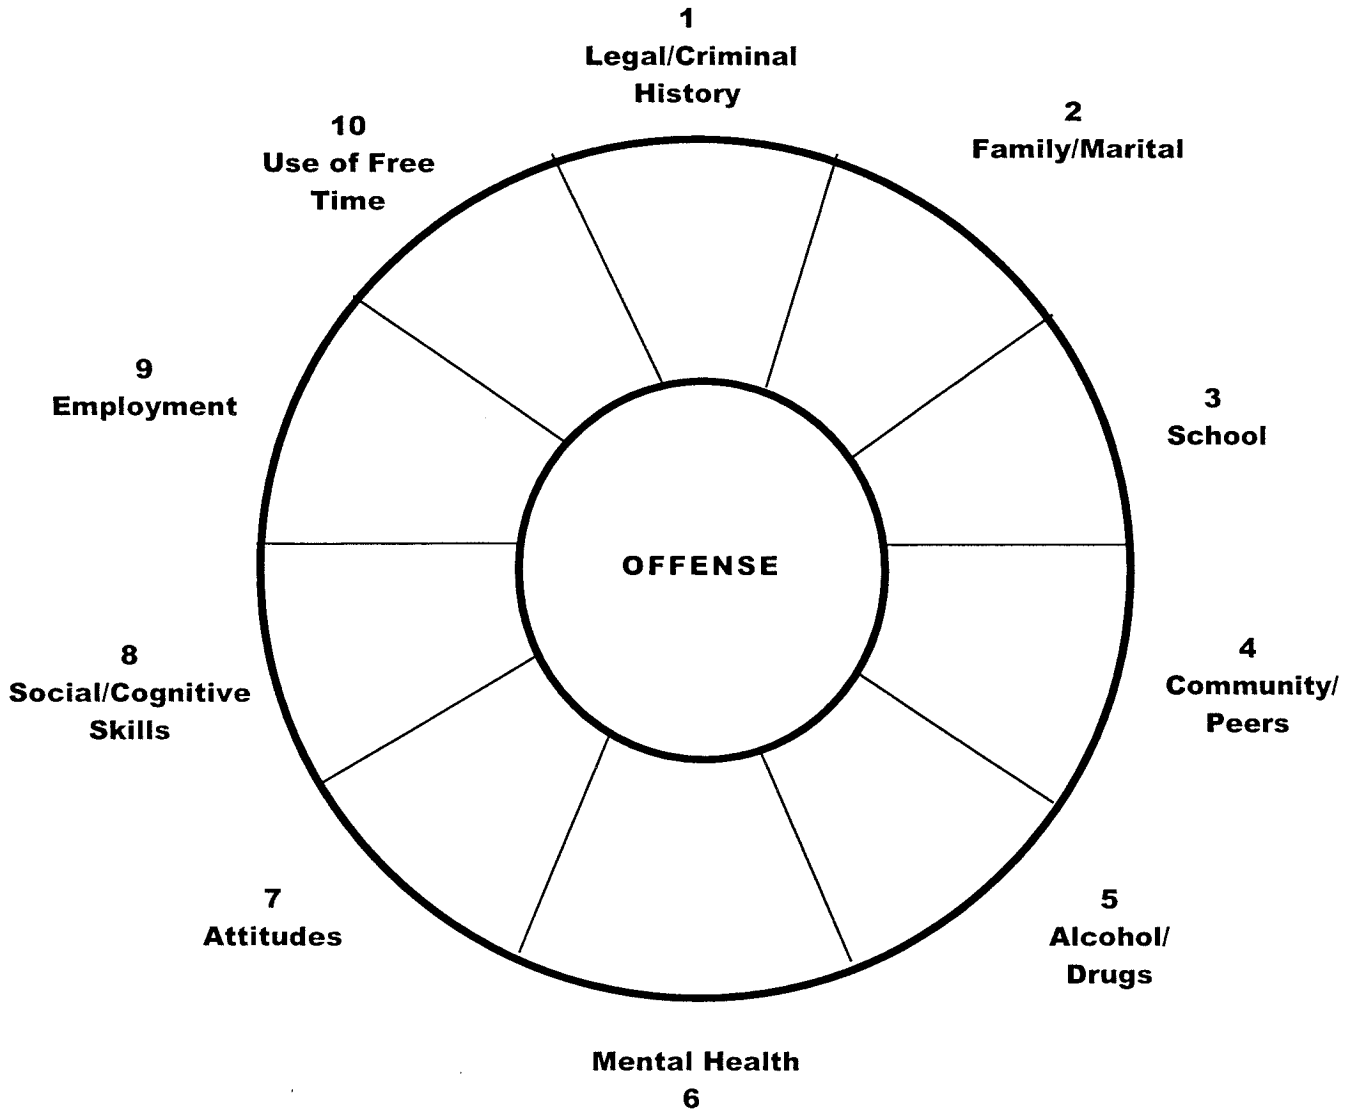 1
Legal/Criminal
History
2
Family/Marital
3
School
4
Community/
Peers
5
Alcohol/
Drugs
Mental Health
6
7
Attitudes
8
Social/Cognitive
Skills
9
Employment
10
Use of Free
Time
OFFENSE